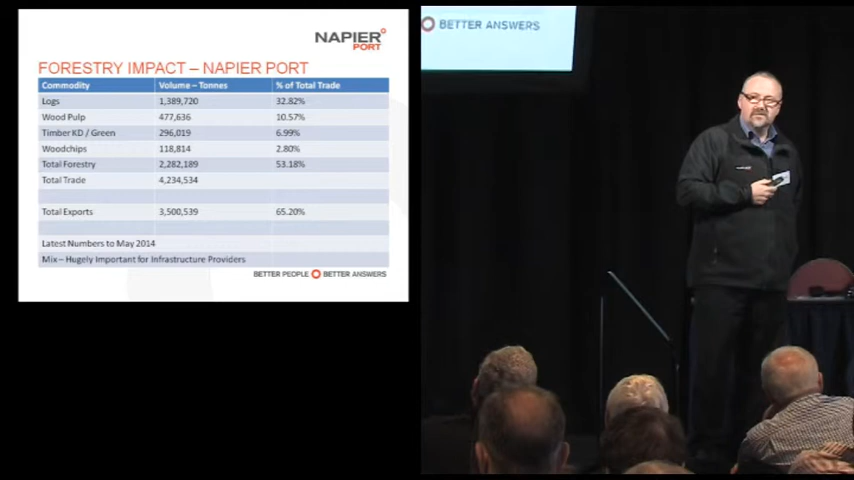 NAPIER
PORT
FORESTRY IMPACT – NAPIER PORT
Commodity Volume – Tonnes % of Total Trade
Logs 1,389,720 32.82%
Wood Pulp 477,636 10.57%
Timber KD / Green 296,019 6.99%
Woodchips 118,814 2.80%
Total Forestry 2,282,189 53.18%
Total Trade 4,234,534
Total Exports 3,500,539 65.20%
Latest Numbers to May 2014
Mix – Hugely Important for Infrastructure Providers
BETTER PEOPLE BETTER ANSWERS
BETTER ANSWERS